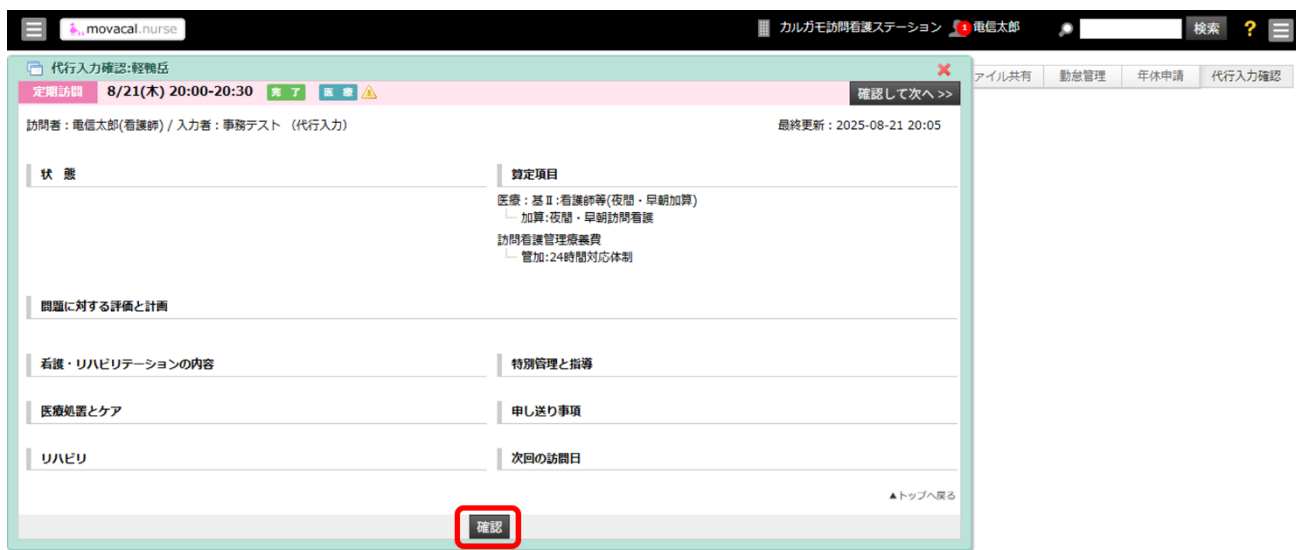 movacal.nurse
カルガモ訪問看護ステーション 1 電信太郎 検索 ?
代行入力確認:軽鴨岳
ァイル共有 勤怠管理 年休申請 代行入力確認
定期訪問 8/21(木) 20:00-20:30 完了 医療 確認して次へ >>
訪問者：電信太郎(看護師) / 入力者：事務テスト （代行入力） 最終更新：2025-08-21 20:05
状 態 算定項目
医療：基Ⅱ:看護師等(夜間・早朝加算)
加算:夜間・早朝訪問看護
訪問看護管理療養費
管加:24時間対応体制
問題に対する評価と計画
看護・リハビリテーションの内容 特別管理と指導
医療処置とケア 申し送り事項
リハビリ 次回の訪問日
▲トップへ戻る
確認